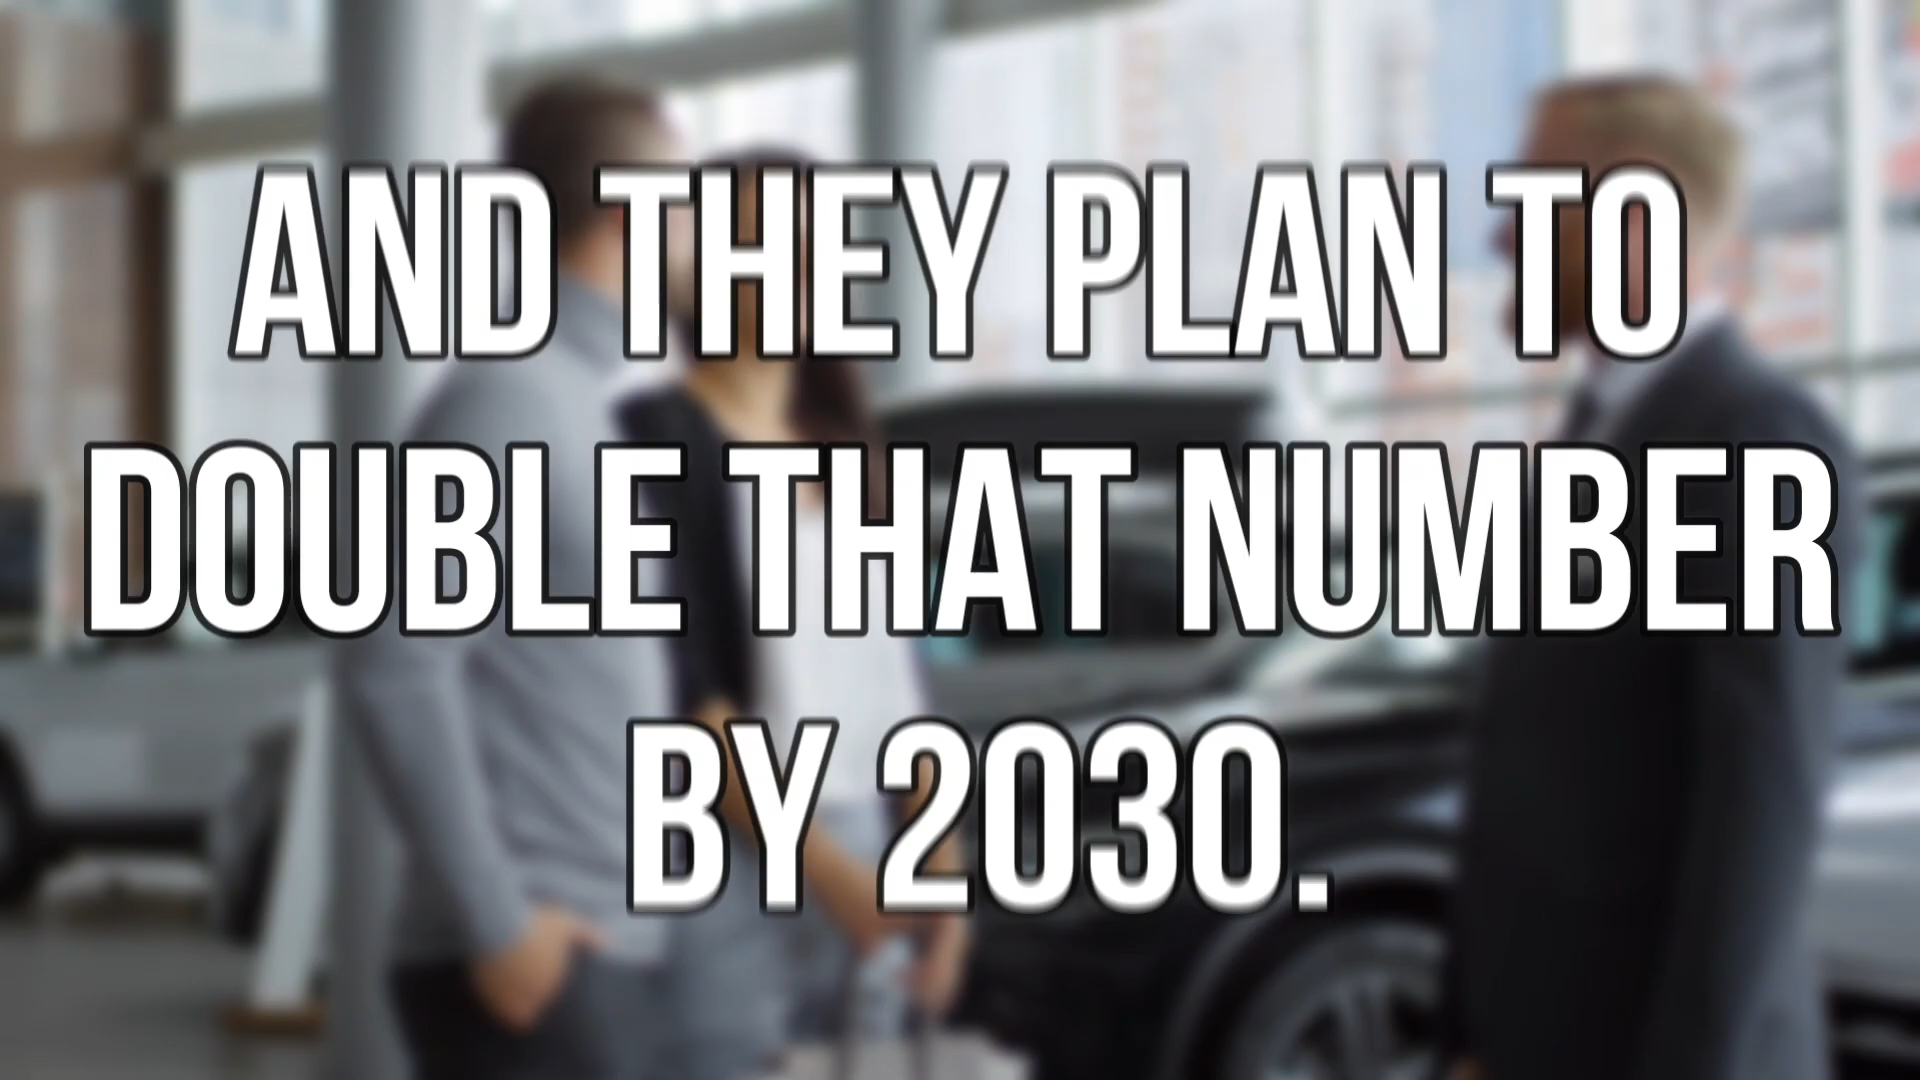 AND THEY PLAN TO
DOUBLE THAT NUMBER
BY 2030.